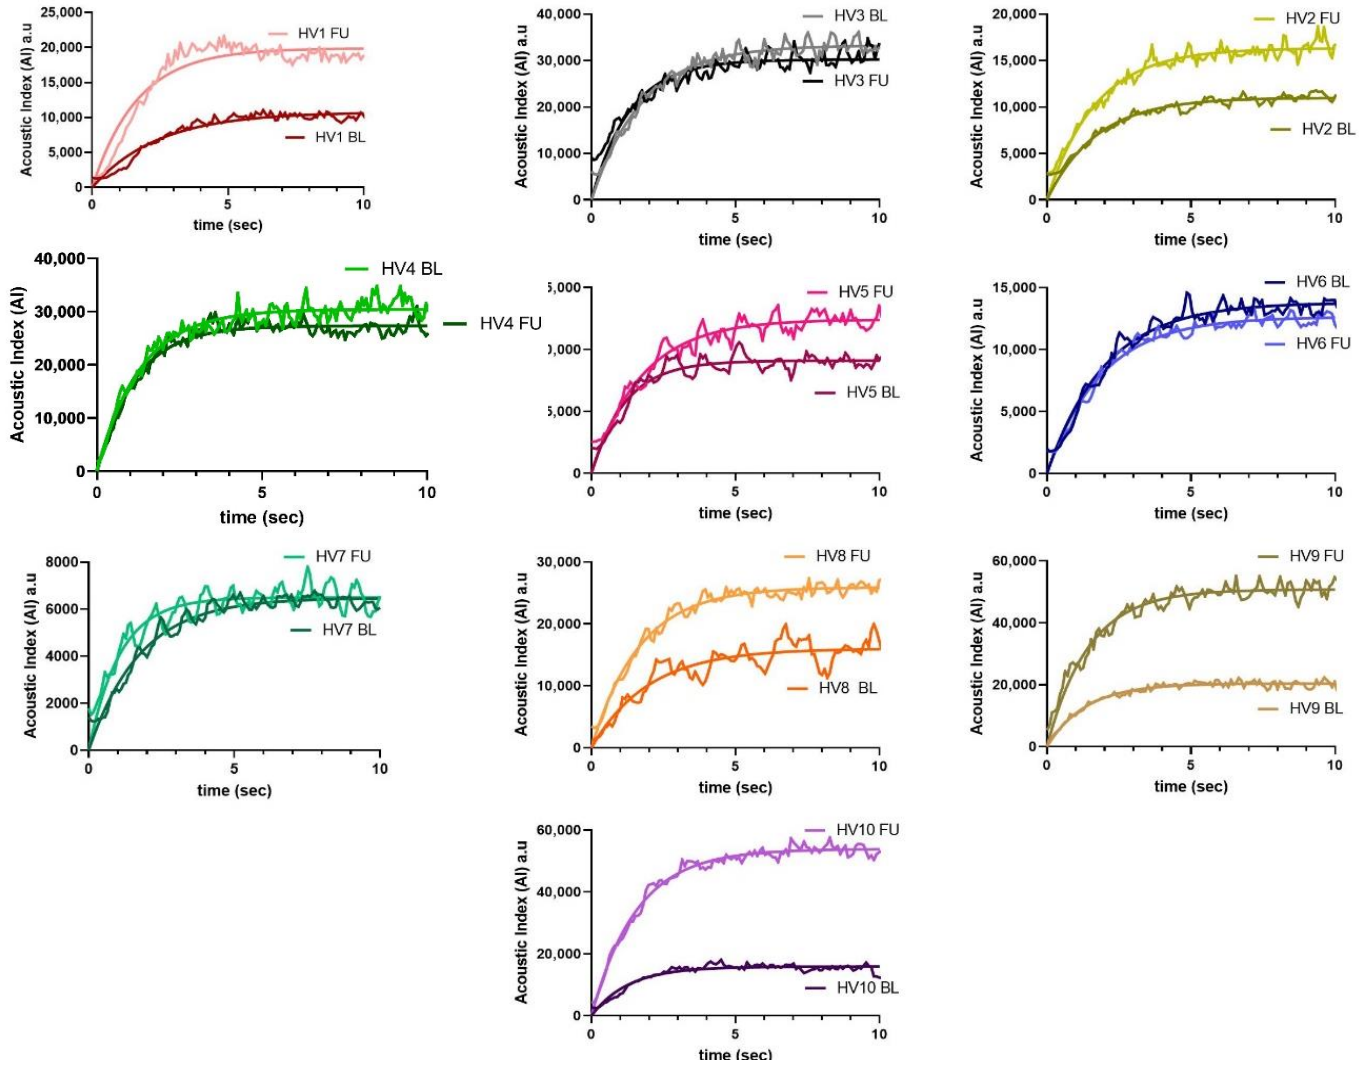 Acoustic Index (AI) a.u
25,000
20,000
15,000
10,000
5,000
0
HV1 FU
HV1 BL
0 5 10
time (sec)
Acoustic Index (AI) a.u
40,000
30,000
20,000
10,000
0
HV3 BL
HV3 FU
0 5 10
time (sec)
Acoustic Index (AI) a.u
20,000
15,000
10,000
5,000
0
HV2 FU
HV2 BL
0 5 10
time (sec)
Acoustic Index (AI)
40,000
30,000
20,000
10,000
0
HV4 BL
HV4 FU
0 5 10
time (sec)
Acoustic Index (AI) a.u
5,000
0,000
5,000
0
HV5 FU
HV5 BL
0 5 10
time (sec)
Acoustic Index (AI) a.u
15,000
10,000
5,000
0
HV6 BL
HV6 FU
0 5 10
time (sec)
Acoustic Index (AI) a.u
8000
6000
4000
2000
0
HV7 FU
HV7 BL
0 5 10
time (sec)
Acoustic Index (AI) a.u
30,000
20,000
10,000
0
HV8 FU
HV8 BL
0 5 10
time (sec)
Acoustic Index (AI) a.u
60,000
40,000
20,000
0
HV9 FU
HV9 BL
0 5 10
time (sec)
Acoustic Index (AI) a.u
60,000
40,000
20,000
0
HV10 FU
HV10 BL
0 5 10
time (sec)